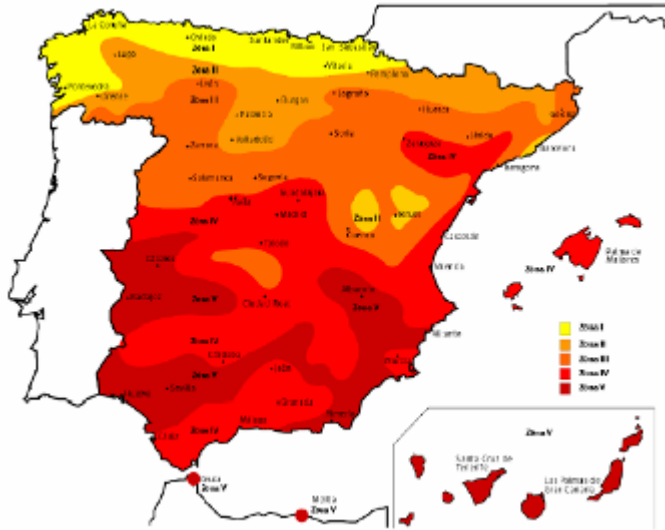 La Coruña
Oviedo
Santander
Bilbao
San Sebastián
Zona I
Lugo
Vitoria
Zona II
Pamplona
Pontevedra
León
Orense
Zona III
Burgos
Logroño
Huesca
Palencia
Valladolid
Soria
Zaragoza
Lérida
Barcelona
Zamora
Zona IV
Tarragona
Salamanca
Segovia
Ávila
Guadalajara
Zona IV
Madrid
Zona II
Teruel
Cuenca
Castellón
Toledo
Cáceres
Valencia
Palma de
Mallorca
Zona IV
Badajoz
Zona V
Ciudad Real
Albacete
Zona V
Alicante
Zona IV
Córdoba
Murcia
Zona V
Jaén
Huelva
Sevilla
Granada
Málaga
Almería
Cádiz
Zona IV
Ceuta
Zona V
Melilla
Zona V
Zona I
Zona II
Zona III
Zona IV
Zona V
Zona V
Santa Cruz de
Tenerife
Las Palmas de
Gran Canaria